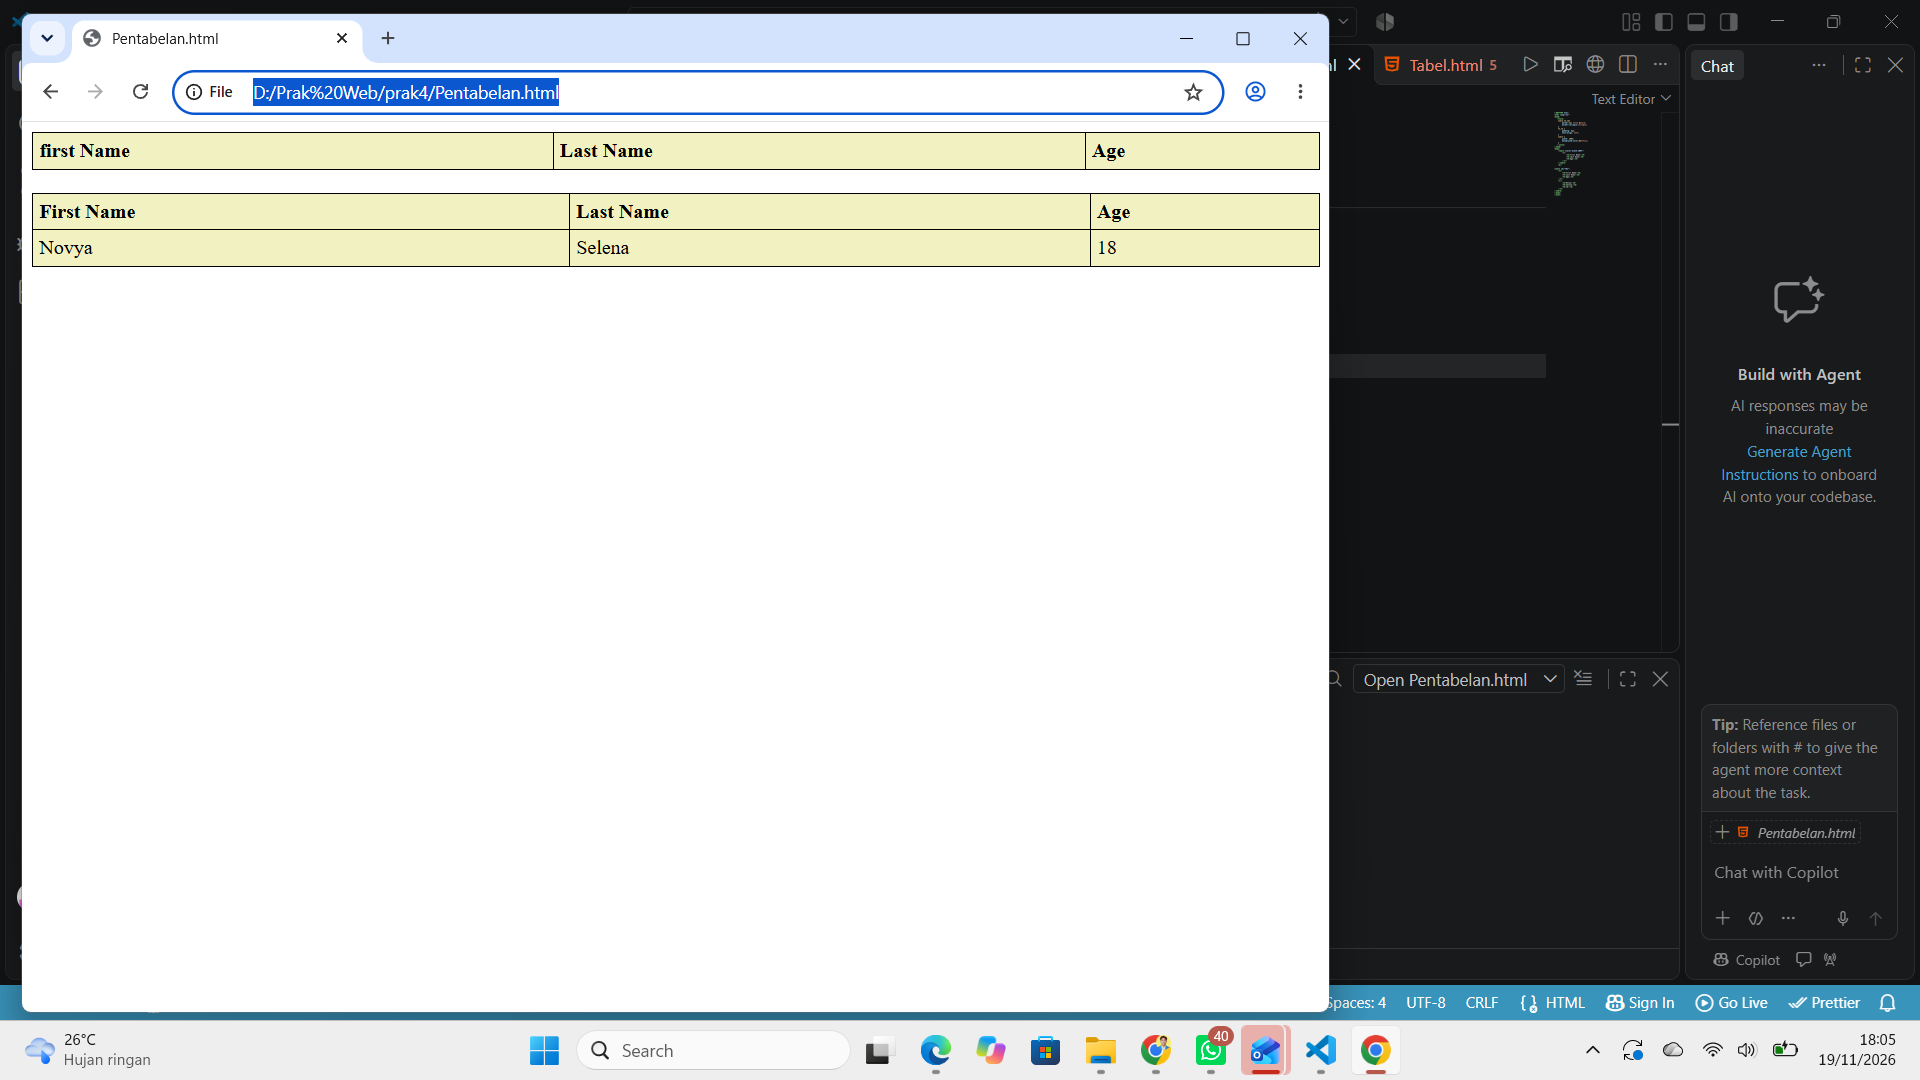 Pentabelan.html
File D:/Prak%20Web/prak4/Pentabelan.html
first Name Last Name Age
First Name Last Name Age
Novya Selena 18
Tabel.html 5
Text Editor
Chat
Build with Agent
AI responses may be
inaccurate
Generate Agent
Instructions to onboard
AI onto your codebase.
Open Pentabelan.html
Tip: Reference files or
folders with # to give the
agent more context
about the task.
Pentabelan.html
Chat with Copilot
Copilot
Spaces: 4 UTF-8 CRLF HTML Sign In Go Live Prettier
26°C
Hujan ringan
Search
40
18:05
19/11/2026